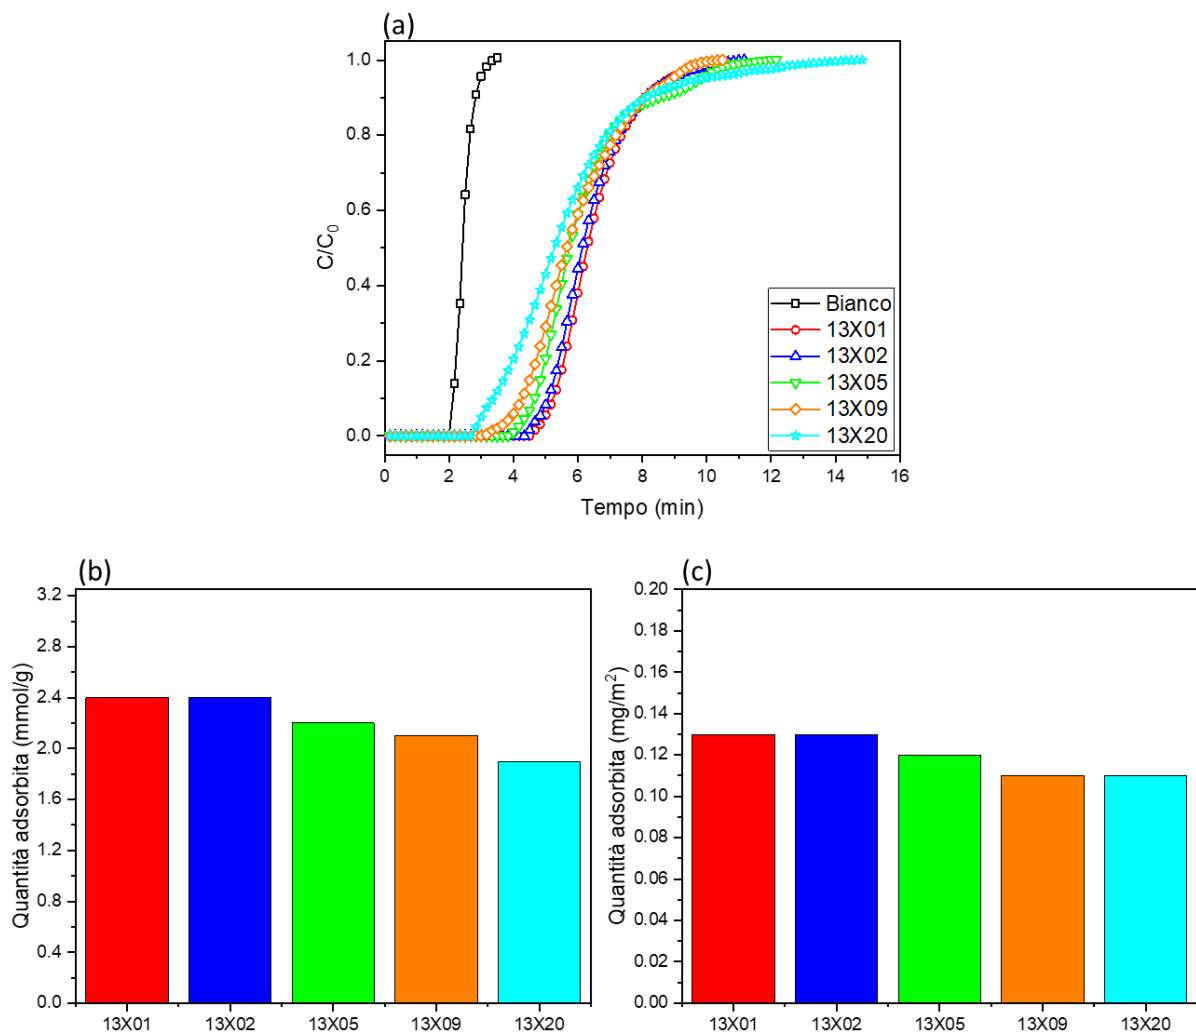 (a)
1.0
0.8
0.6
0.4
0.2
0.0
C/C₀
Bianco
13X01
13X02
13X05
13X09
13X20
0 2 4 6 8 10 12 14 16
Tempo (min)
(b)
3.2
2.8
2.4
2.0
1.6
1.2
0.8
0.4
0.0
Quantità adsorbita (mmol/g)
13X01 13X02 13X05 13X09 13X20
(c)
0.20
0.18
0.16
0.14
0.12
0.10
0.08
0.06
0.04
0.02
0.00
Quantità adsorbita (mg/m²)
13X01 13X02 13X05 13X09 13X20